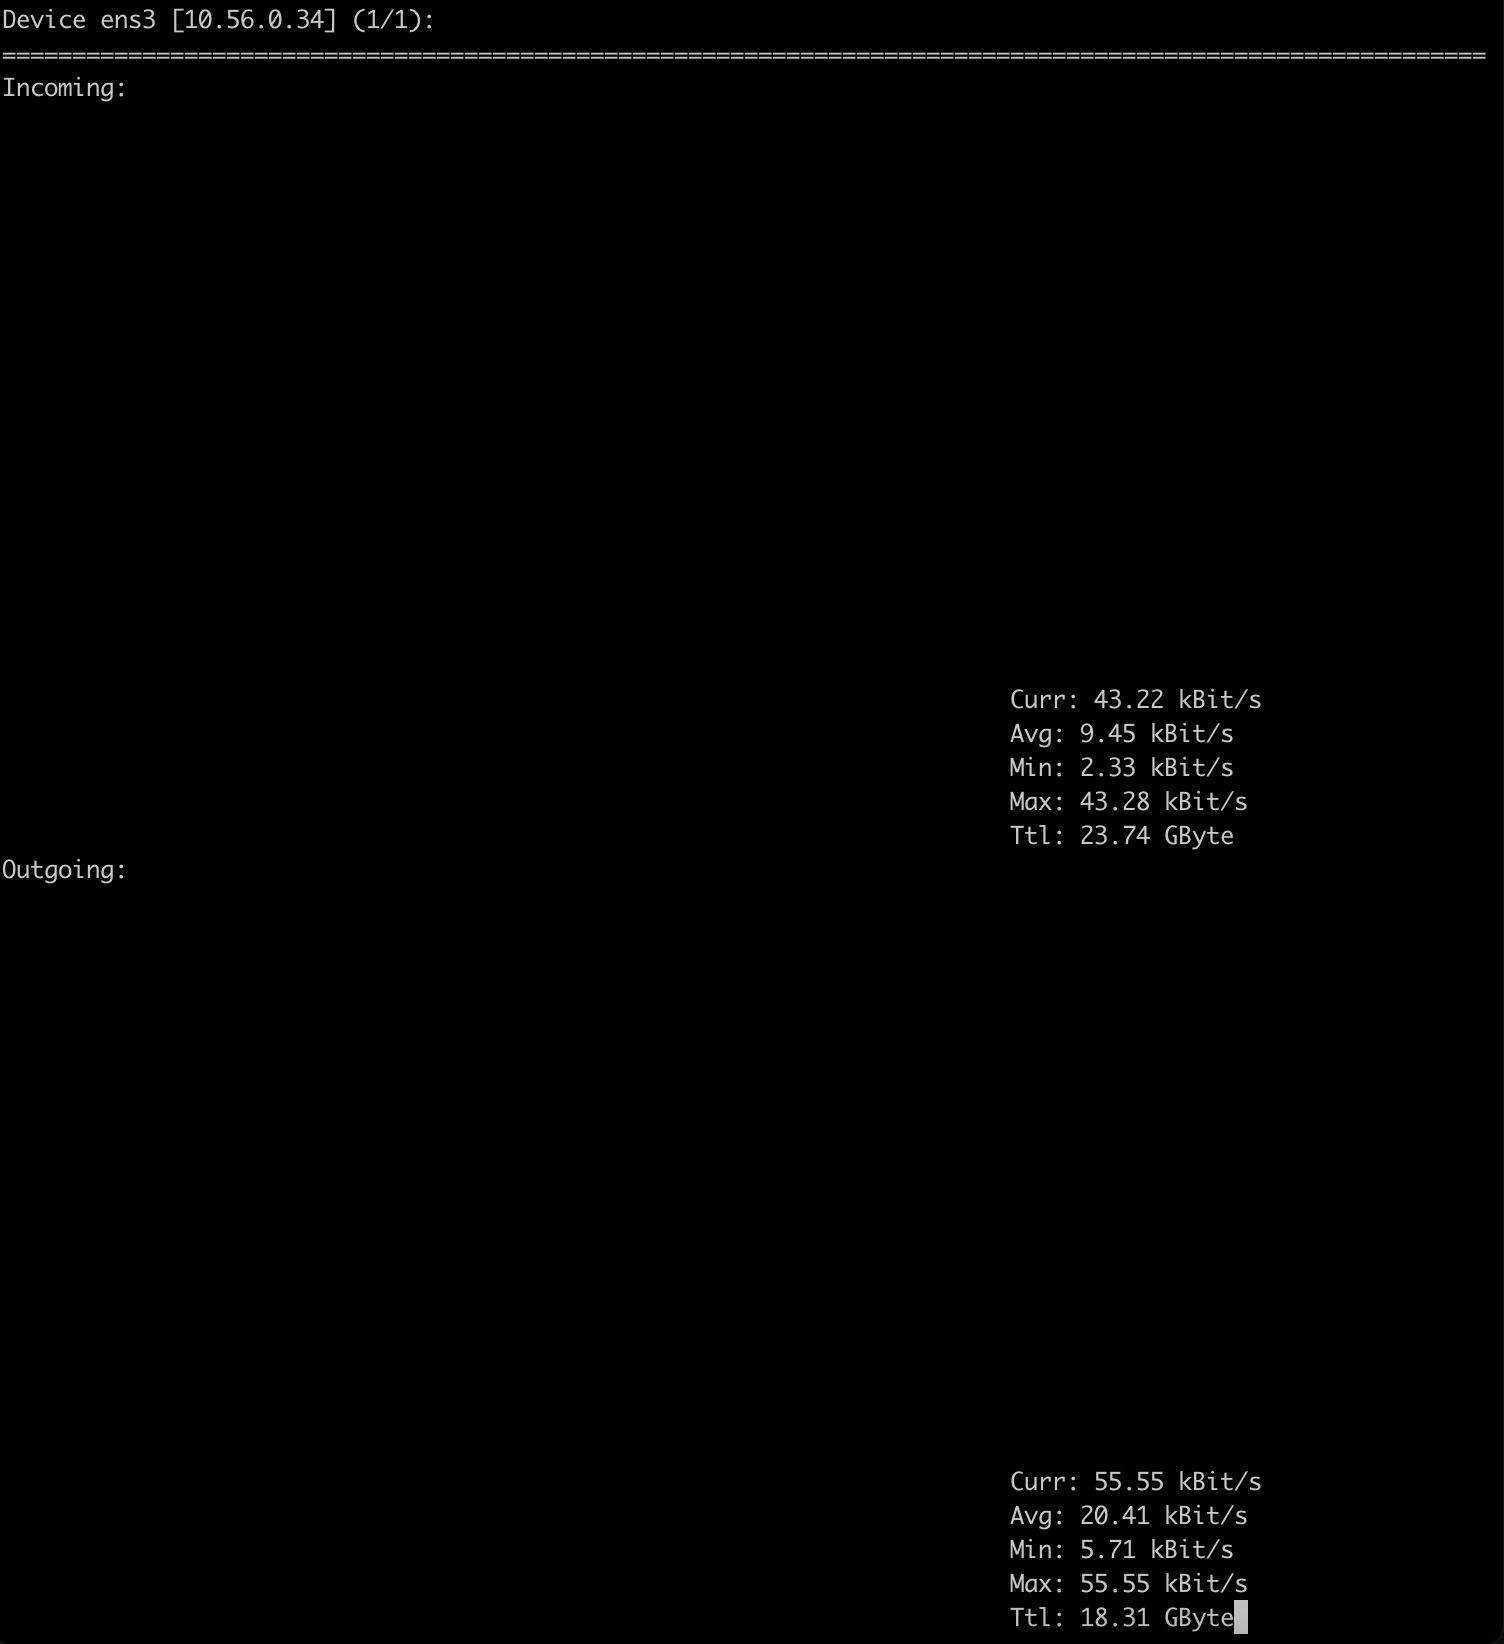 Device ens3 [10.56.0.34] (1/1):
==========================================================================================================
Incoming:
Curr: 43.22 kBit/s
Avg: 9.45 kBit/s
Min: 2.33 kBit/s
Max: 43.28 kBit/s
Ttl: 23.74 GByte
Outgoing:
Curr: 55.55 kBit/s
Avg: 20.41 kBit/s
Min: 5.71 kBit/s
Max: 55.55 kBit/s
Ttl: 18.31 GByte